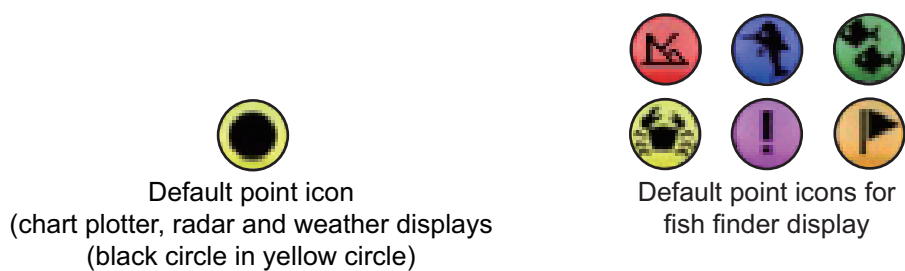 Default point icon
(chart plotter, radar and weather displays
(black circle in yellow circle)
Default point icons for
fish finder display